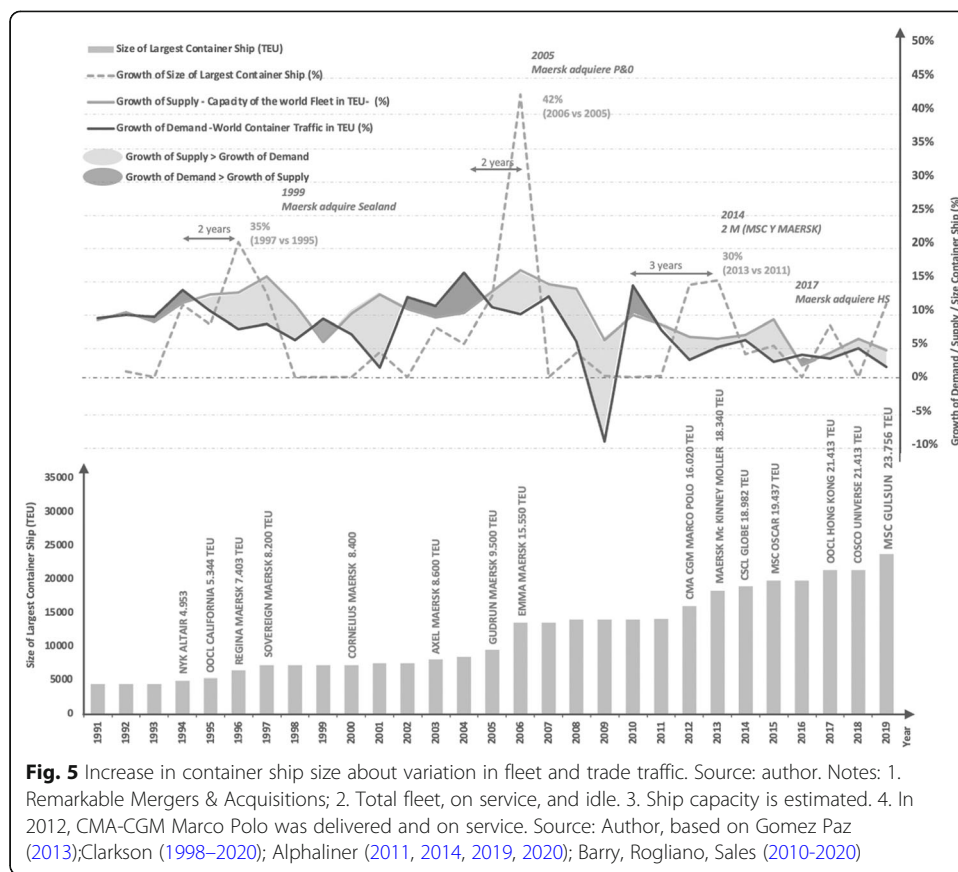 Size of Largest Container Ship (TEU)
Growth of Size of Largest Container Ship (%)
Growth of Supply - Capacity of the world Fleet in TEU- (%)
Growth of Demand -World Container Traffic in TEU (%)
Growth of Supply > Growth of Demand
Growth of Demand > Growth of Supply
1999
Maersk adquire Sealand
2 years
35%
(1997 vs 1995)
2005
Maersk adquiere P&O
42%
(2006 vs 2005)
2 years
2014
2 M (MSC Y MAERSK)
3 years
30%
(2013 vs 2011)
2017
Maersk adquiere HS
50%
45%
40%
35%
30%
25%
20%
15%
10%
5%
0%
-5%
-10%
Growth of Demand / Supply / Size Container Ship (%)
Size of Largest Container Ship (TEU)
35000
30000
25000
20000
15000
10000
5000
0
NYK ALTAIR 4.953
OOCL CALIFORNIA 5.344 TEU
REGINA MAERSK 7.403 TEU
SOVEREIGN MAERSK 8.200 TEU
CORNELIUS MAERSK 8.400
AXEL MAERSK 8.600 TEU
GUDRUN MAERSK 9.500 TEU
EMMA MAERSK 15.550 TEU
CMA CGM MARCO POLO 16.020 TEU
MAERSK Mc KINNEY MOLLER 18.340 TEU
CSCL GLOBE 18.982 TEU
MSC OSCAR 19.437 TEU
OOCL HONG KONG 21.413 TEU
COSCO UNIVERSE 21.413 TEU
MSC GULSUN 23.756 TEU
1991
1992
1993
1994
1995
1996
1997
1998
1999
2000
2001
2002
2003
2004
2005
2006
2007
2008
2009
2010
2011
2012
2013
2014
2015
2016
2017
2018
2019
Year
Fig. 5 Increase in container ship size about variation in fleet and trade traffic. Source: author. Notes: 1.
Remarkable Mergers & Acquisitions; 2. Total fleet, on service, and idle. 3. Ship capacity is estimated. 4. In
2012, CMA-CGM Marco Polo was delivered and on service. Source: Author, based on Gomez Paz
(2013);Clarkson (1998–2020); Alphaliner (2011, 2014, 2019, 2020); Barry, Rogliano, Sales (2010-2020)